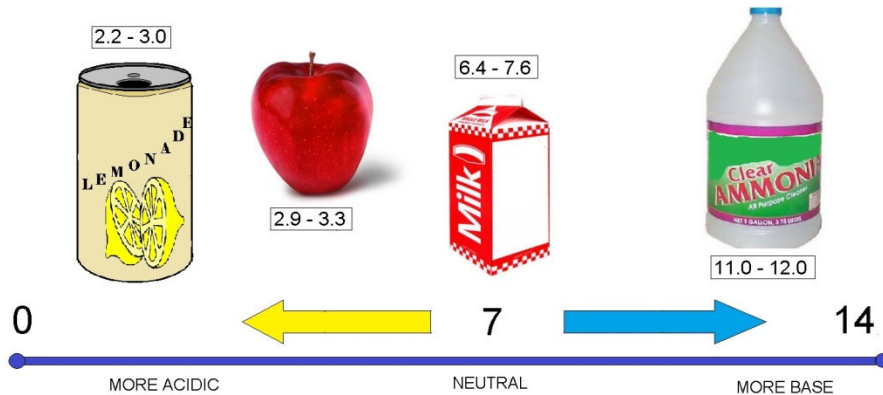 2.2 - 3.0
LEMONADE
2.9 - 3.3
6.4 - 7.6
Milk
Clear
AMMONIA
All Purpose Cleaner
11.0 - 12.0
0
7
14
MORE ACIDIC
NEUTRAL
MORE BASE